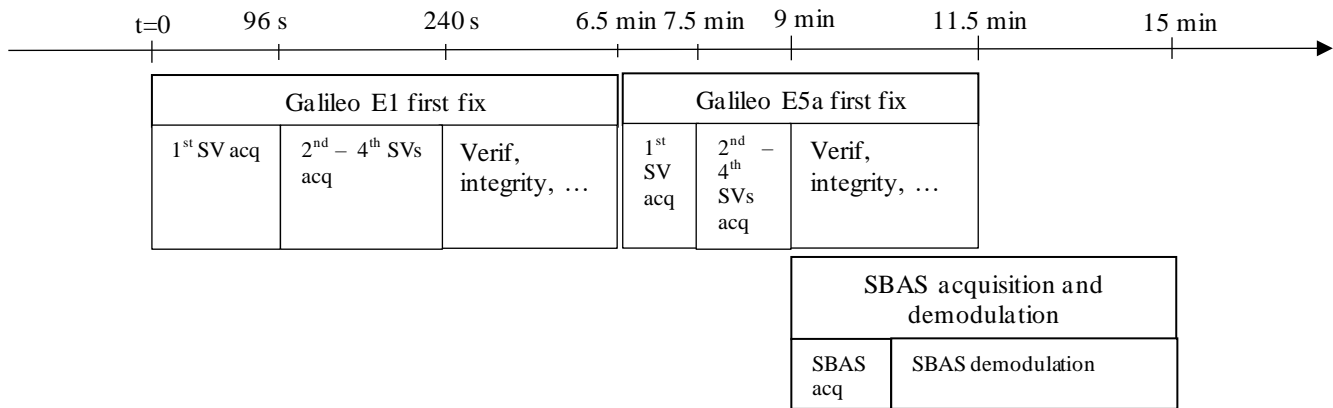 t=0 96 s 240 s 6.5 min 7.5 min 9 min 11.5 min 15 min
Galileo E1 first fix
1st SV acq
2nd – 4th SVs
acq
Verif,
integrity, …
Galileo E5a first fix
1st
SV
acq
2nd –
4th
SVs
acq
Verif,
integrity, …
SBAS acquisition and
demodulation
SBAS
acq
SBAS demodulation